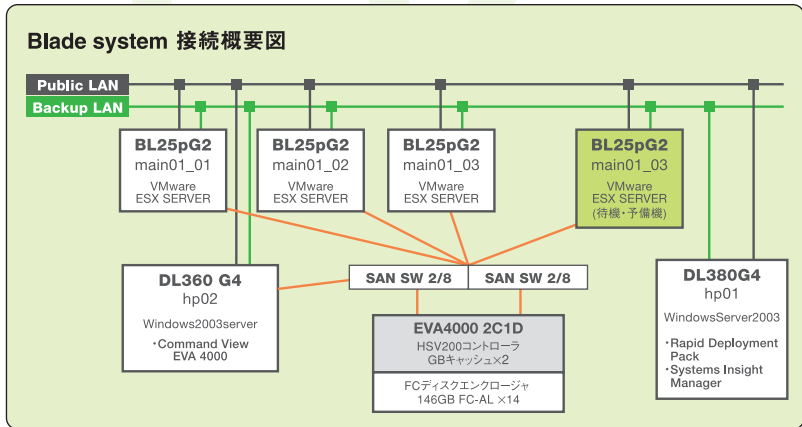 Blade system 接続概要図
Public LAN
Backup LAN
BL25pG2
main01_01
VMware
ESX SERVER
BL25pG2
main01_02
VMware
ESX SERVER
BL25pG2
main01_03
VMware
ESX SERVER
BL25pG2
main01_03
VMware
ESX SERVER
(待機・予備機)
DL360 G4
hp02
Windows2003server
・Command View
EVA 4000
SAN SW 2/8
SAN SW 2/8
EVA4000 2C1D
HSV200コントローラ
GBキャッシュ×2
FCディスクエンクロージャ
146GB FC-AL ×14
DL380G4
hp01
WindowsServer2003
・Rapid Deployment
Pack
・Systems Insight
Manager